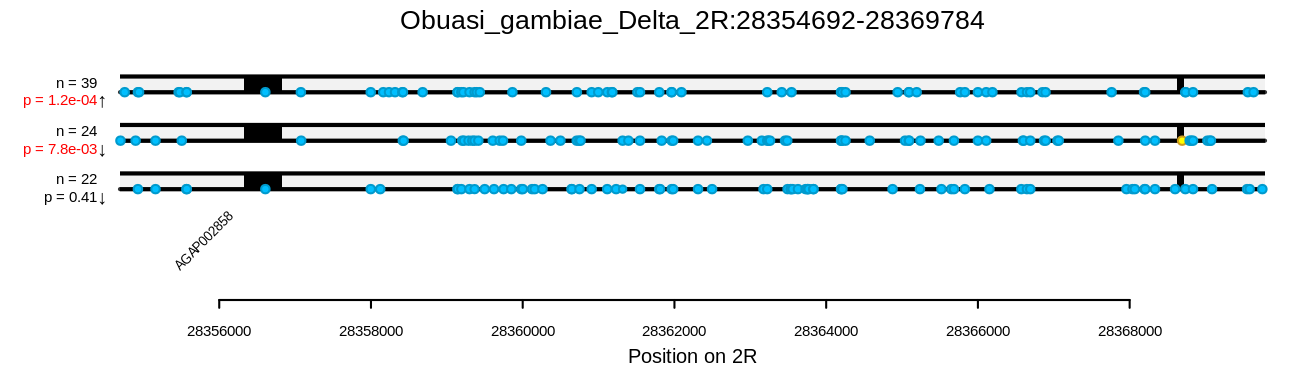 Obuasi_gambiae_Delta_2R:28354692-28369784
n = 39
p = 1.2e-04↑
n = 24
p = 7.8e-03↓
n = 22
p = 0.41↓
AGAP002858
28356000 28358000 28360000 28362000 28364000 28366000 28368000
Position on 2R